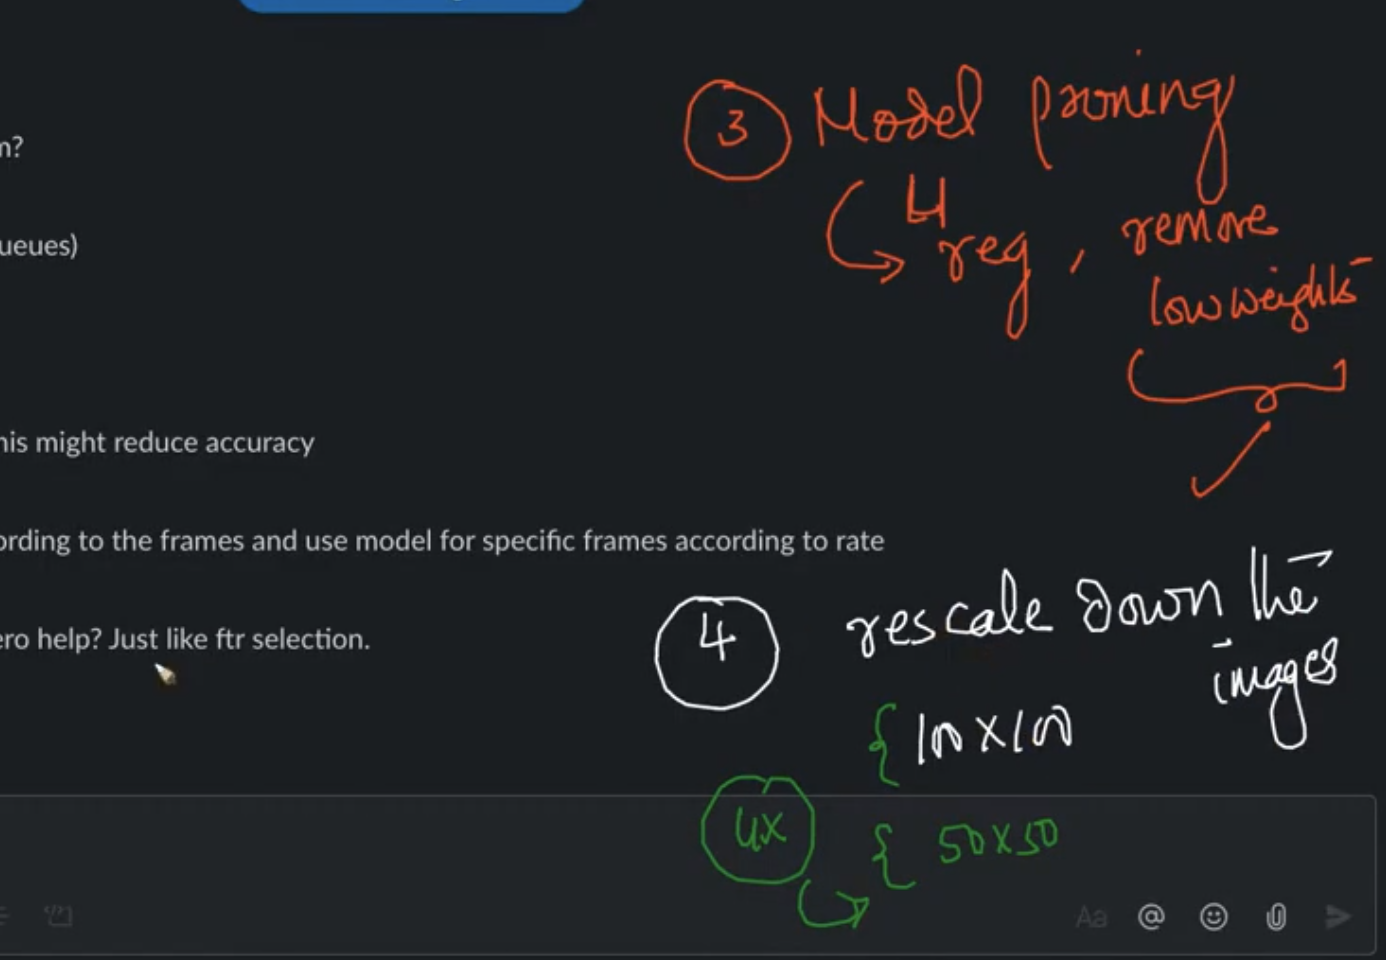 3 Model pruning
n?
L1
reg, remove
ueues)
low weights
his might reduce accuracy
ording to the frames and use model for specific frames according to rate
4 rescale down the
images
ero help? Just like ftr selection.
100X100
4X
50X50
Aa @